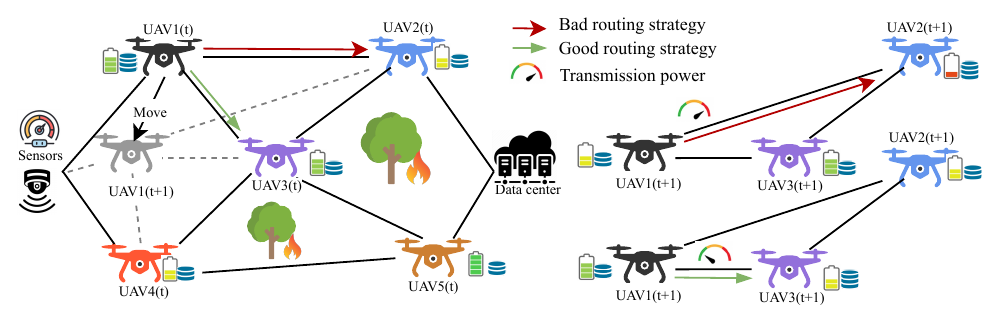 UAV1(t)
UAV2(t)
Bad routing strategy
Good routing strategy
Transmission power
UAV2(t+1)
Move
Sensors
UAV1(t+1)
UAV3(t)
Data center
UAV1(t+1)
UAV3(t+1)
UAV2(t+1)
UAV4(t)
UAV5(t)
UAV1(t+1)
UAV3(t+1)